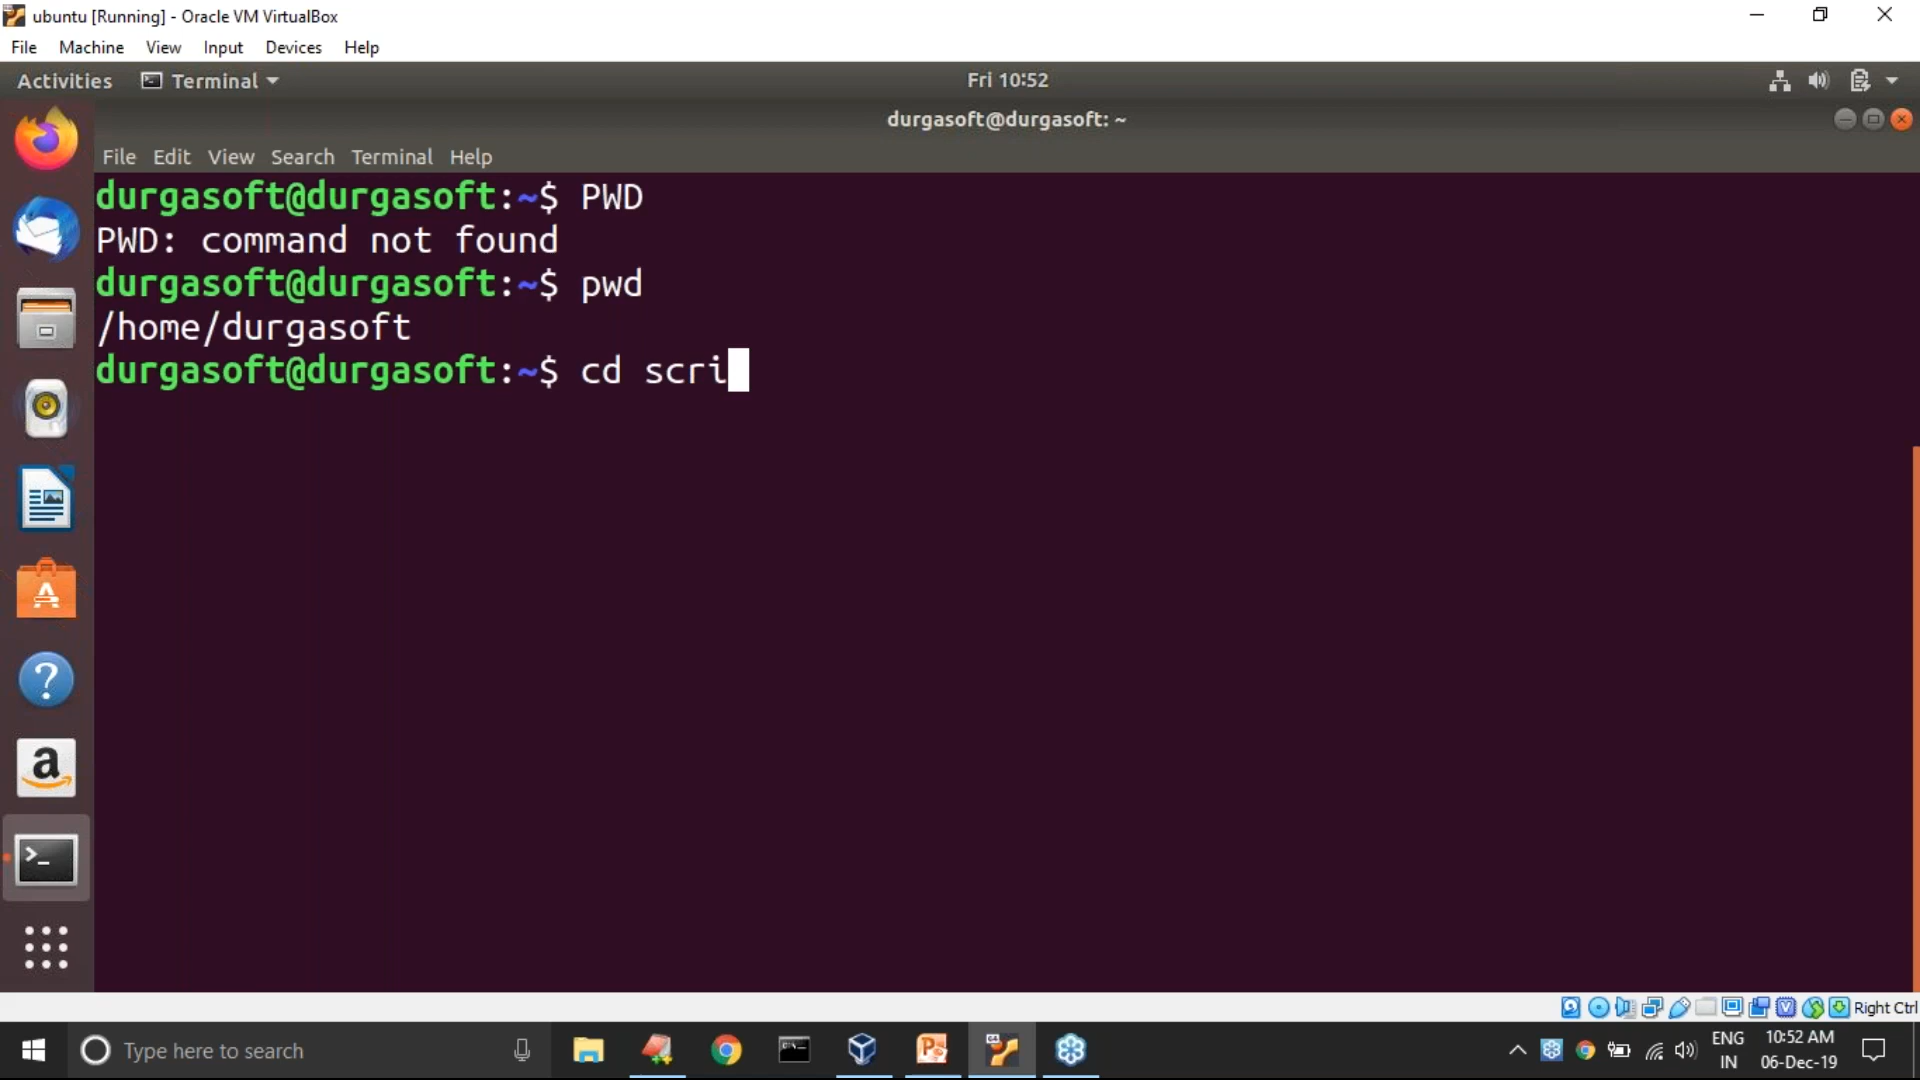 ubuntu [Running] - Oracle VM VirtualBox
File Machine View Input Devices Help
Activities Terminal Fri 10:52
durgasoft@durgasoft: ~
File Edit View Search Terminal Help
durgasoft@durgasoft:~$ PWD
PWD: command not found
durgasoft@durgasoft:~$ pwd
/home/durgasoft
durgasoft@durgasoft:~$ cd scri
Right Ctrl
Type here to search
ENG 10:52 AM
IN 06-Dec-19